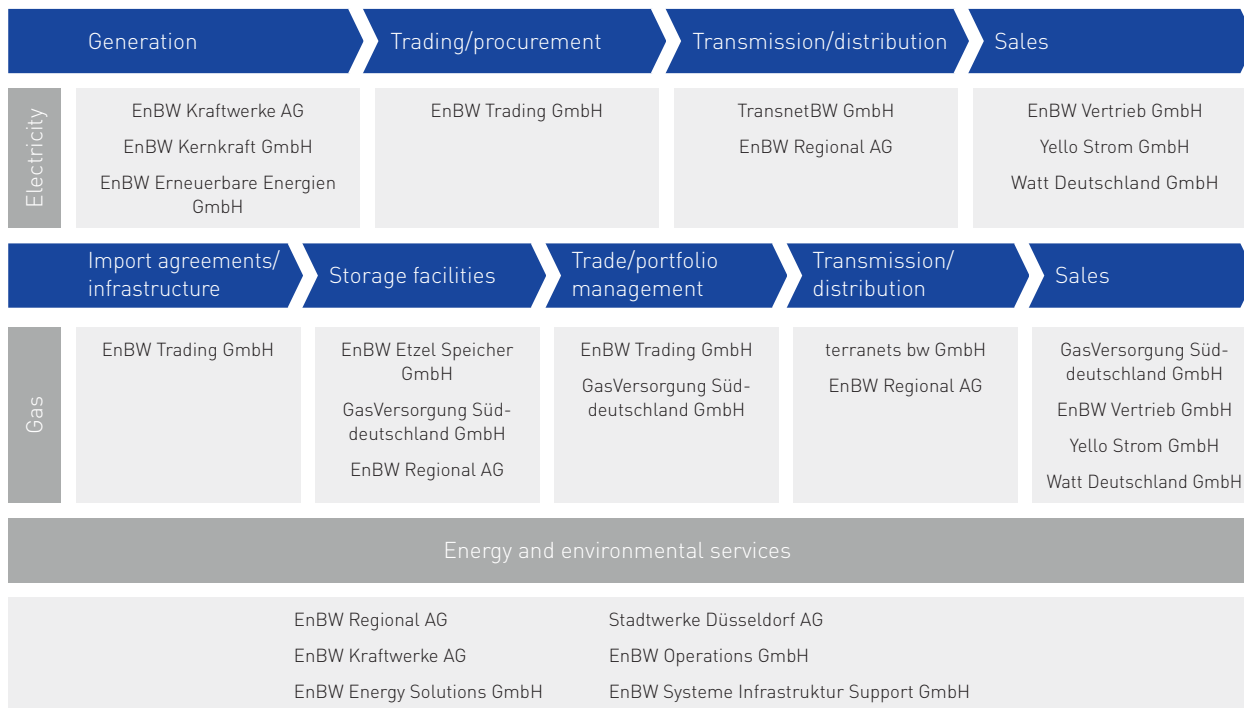 Generation
Trading/procurement
Transmission/distribution
Sales
Electricity
EnBW Kraftwerke AG
EnBW Kernkraft GmbH
EnBW Erneuerbare Energien
GmbH
EnBW Trading GmbH
TransnetBW GmbH
EnBW Regional AG
EnBW Vertrieb GmbH
Yello Strom GmbH
Watt Deutschland GmbH
Import agreements/
infrastructure
Storage facilities
Trade/portfolio
management
Transmission/
distribution
Sales
Gas
EnBW Trading GmbH
EnBW Etzel Speicher
GmbH
GasVersorgung Süd-
deutschland GmbH
EnBW Regional AG
EnBW Trading GmbH
GasVersorgung Süd-
deutschland GmbH
terranets bw GmbH
EnBW Regional AG
GasVersorgung Süd-
deutschland GmbH
EnBW Vertrieb GmbH
Yello Strom GmbH
Watt Deutschland GmbH
Energy and environmental services
EnBW Regional AG
EnBW Kraftwerke AG
EnBW Energy Solutions GmbH
Stadtwerke Düsseldorf AG
EnBW Operations GmbH
EnBW Systeme Infrastruktur Support GmbH